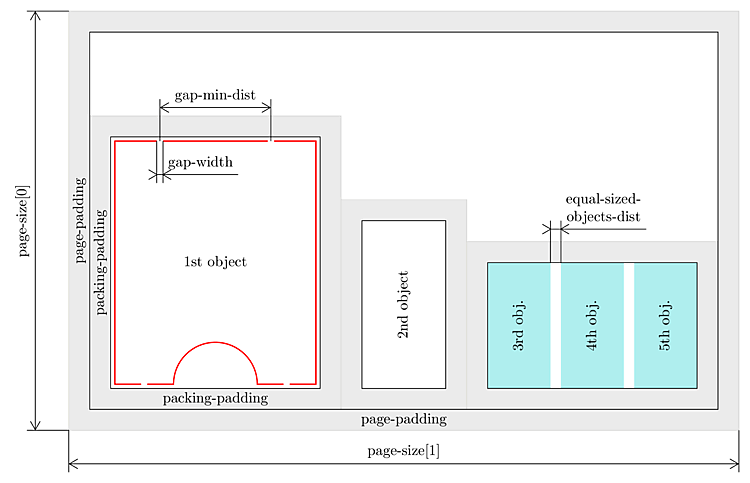 gap-min-dist
gap-width
page-size[0]
page-padding
packing-padding
1st object
equal-sized-
objects-dist
2nd object
3rd obj.
4th obj.
5th obj.
packing-padding
page-padding
page-size[1]